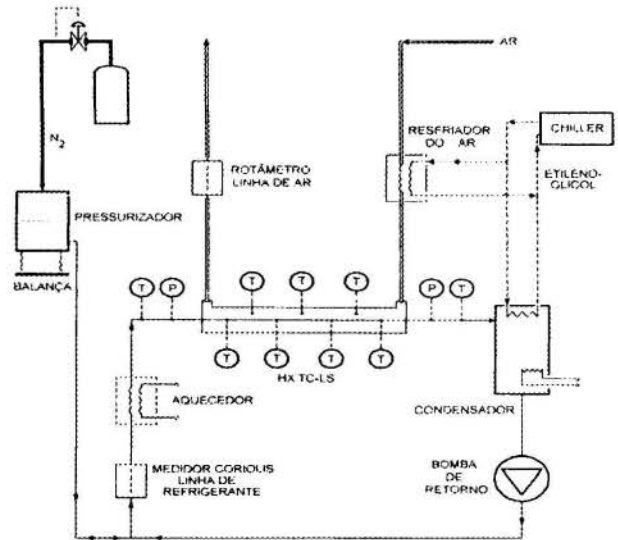 AR
RESFRIADOR
DO AR
CHILLER
N2
ETILENO-
GLICOL
ROTÂMETRO
LINHA DE AR
PRESSURIZADOR
BALANÇA
T
P
T
T
T
P
T
T
T
T
T
HX TC-LS
AQUECEDOR
CONDENSADOR
MEDIDOR CORIOLIS
LINHA DE
REFRIGERANTE
BOMBA
DE
RETORNO